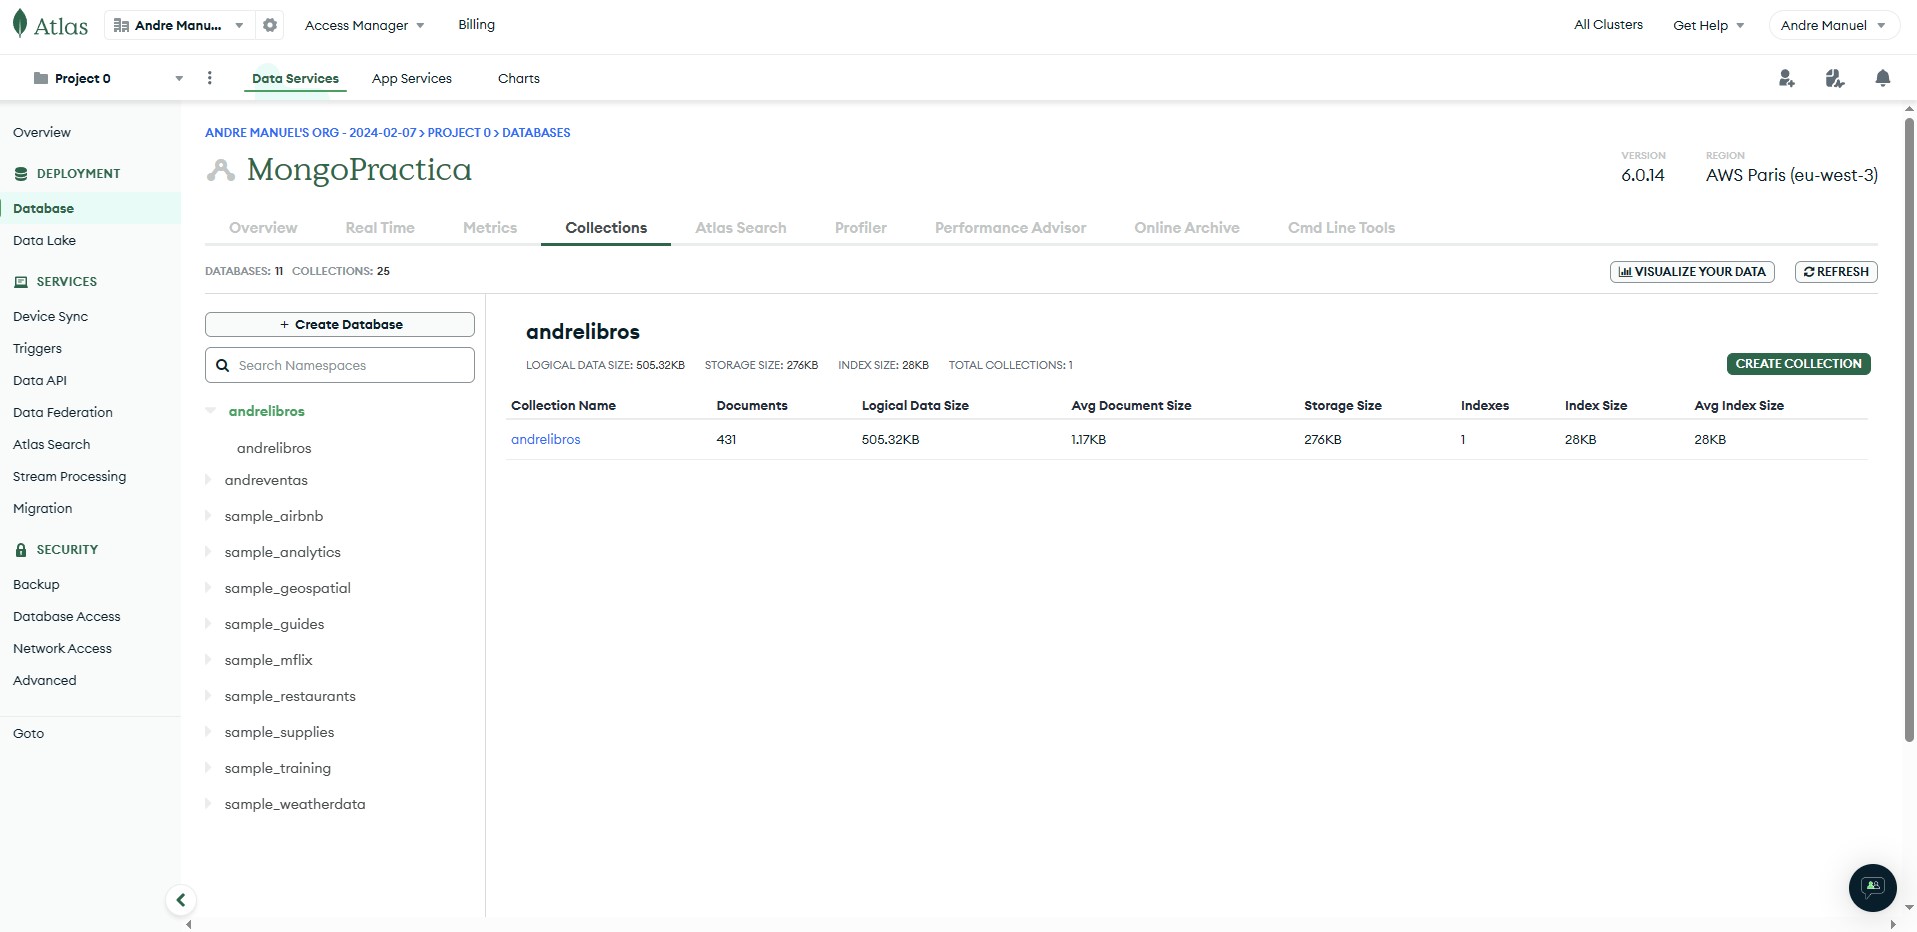 Atlas
Andre Manu...
Access Manager
Billing
All Clusters
Get Help
Andre Manuel
Project 0
Data Services
App Services
Charts
Overview
DEPLOYMENT
Database
Data Lake
SERVICES
Device Sync
Triggers
Data API
Data Federation
Atlas Search
Stream Processing
Migration
SECURITY
Backup
Database Access
Network Access
Advanced
Goto
ANDRE MANUEL'S ORG - 2024-02-07 > PROJECT 0 > DATABASES
MongoPractica
VERSION
6.0.14
REGION
AWS Paris (eu-west-3)
Overview
Real Time
Metrics
Collections
Atlas Search
Profiler
Performance Advisor
Online Archive
Cmd Line Tools
DATABASES: 11 COLLECTIONS: 25
VISUALIZE YOUR DATA
REFRESH
+ Create Database
Search Namespaces
andrelibros
andrelibros
andreventas
sample_airbnb
sample_analytics
sample_geospatial
sample_guides
sample_mflix
sample_restaurants
sample_supplies
sample_training
sample_weatherdata
andrelibros
LOGICAL DATA SIZE: 505.32KB STORAGE SIZE: 276KB INDEX SIZE: 28KB TOTAL COLLECTIONS: 1
CREATE COLLECTION
Collection Name Documents Logical Data Size Avg Document Size Storage Size Indexes Index Size Avg Index Size
andrelibros 431 505.32KB 1.17KB 276KB 1 28KB 28KB